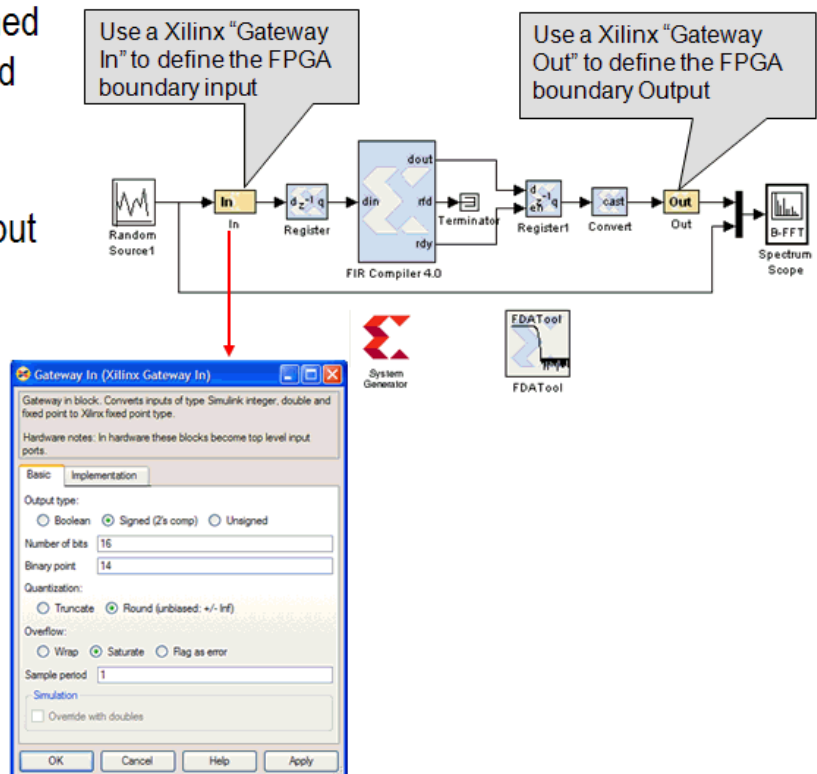 Use a Xilinx “Gateway
In” to define the FPGA
boundary input
Use a Xilinx “Gateway
Out” to define the FPGA
boundary Output
Random
Source1
In
In
d z⁻¹ q
Register
din
dout
rfd
rdy
FIR Compiler 4.0
Terminator
d
z⁻¹ q
en
Register1
cast
Convert
Out
Out
B-FFT
Spectrum
Scope
System
Generator
FDATool
FDATool
Gateway In (Xilinx Gateway In)
Gateway in block. Converts inputs of type Simulink integer, double and
fixed point to Xilinx fixed point type.
Hardware notes: In hardware these blocks become top level input
ports.
Basic Implementation
Output type:
Boolean Signed (2's comp) Unsigned
Number of bits 16
Binary point 14
Quantization:
Truncate Round (unbiased: +/- Inf)
Overflow:
Wrap Saturate Flag as error
Sample period 1
Simulation
Override with doubles
OK Cancel Help Apply